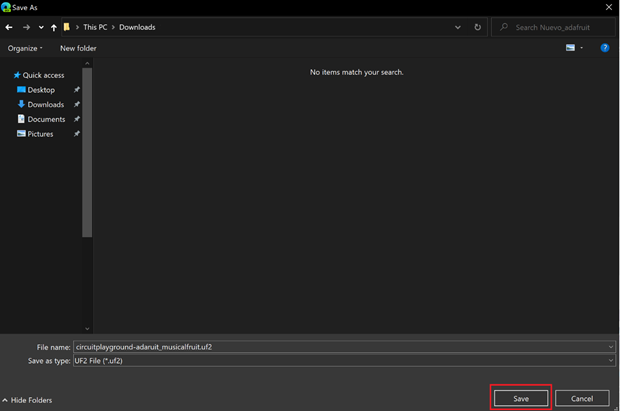 Save As
This PC > Downloads
Search Nuevo_adafruit
Organize
New folder
?
No items match your search.
Quick access
Desktop
Downloads
Documents
Pictures
File name: circuitplayground-adaruit_musicalfruit.uf2
Save as type: UF2 File (*.uf2)
Hide Folders
Save
Cancel